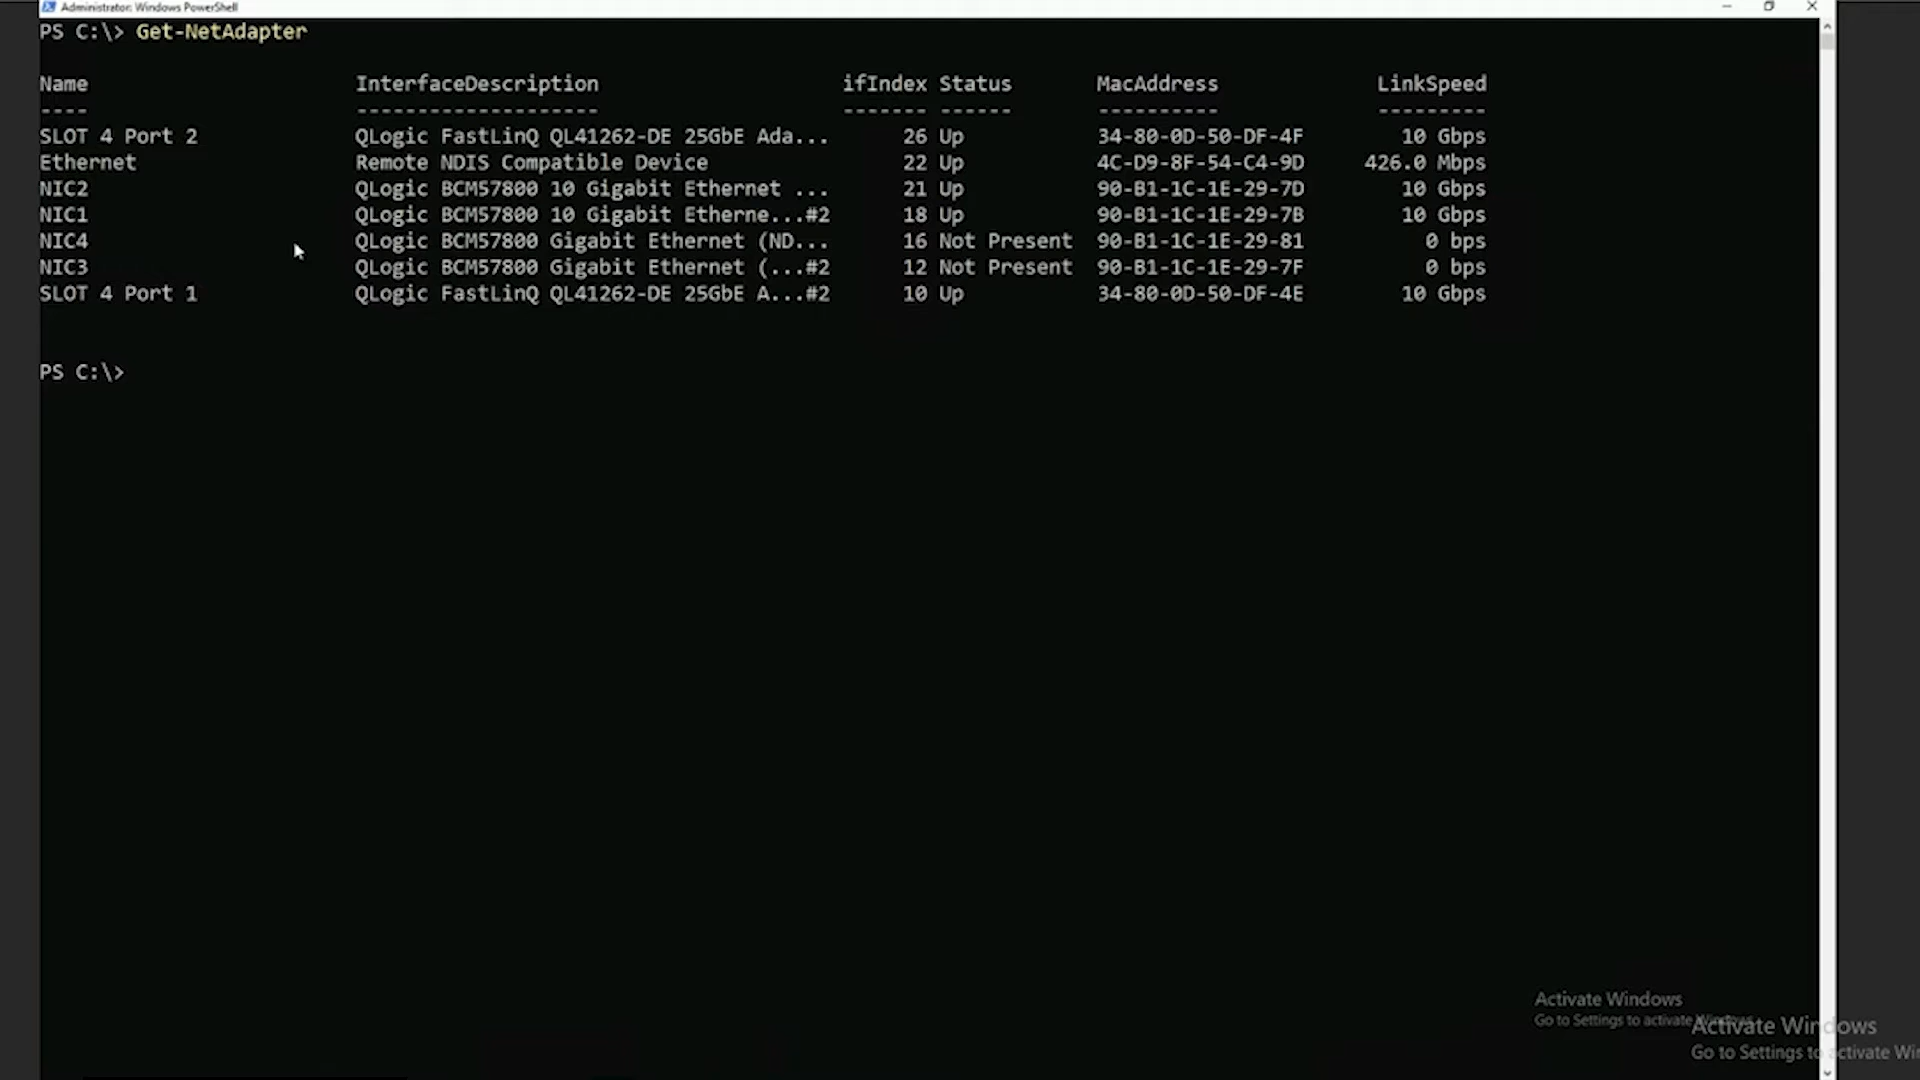 Administrator: Windows PowerShell
PS C:\> Get-NetAdapter
Name InterfaceDescription ifIndex Status MacAddress LinkSpeed
---- -------------------- ------- ------ ---------- ---------
SLOT 4 Port 2 QLogic FastLinQ QL41262-DE 25GbE Ada... 26 Up 34-80-0D-50-DF-4F 10 Gbps
Ethernet Remote NDIS Compatible Device 22 Up 4C-D9-8F-54-C4-9D 426.0 Mbps
NIC2 QLogic BCM57800 10 Gigabit Ethernet ... 21 Up 90-B1-1C-1E-29-7D 10 Gbps
NIC1 QLogic BCM57800 10 Gigabit Etherne...#2 18 Up 90-B1-1C-1E-29-7B 10 Gbps
NIC4 QLogic BCM57800 Gigabit Ethernet (ND... 16 Not Present 90-B1-1C-1E-29-81 0 bps
NIC3 QLogic BCM57800 Gigabit Ethernet (...#2 12 Not Present 90-B1-1C-1E-29-7F 0 bps
SLOT 4 Port 1 QLogic FastLinQ QL41262-DE 25GbE A...#2 10 Up 34-80-0D-50-DF-4E 10 Gbps
PS C:\>
Activate Windows
Go to Settings to activate
Activate Windows
Go to Settings to activate Wi